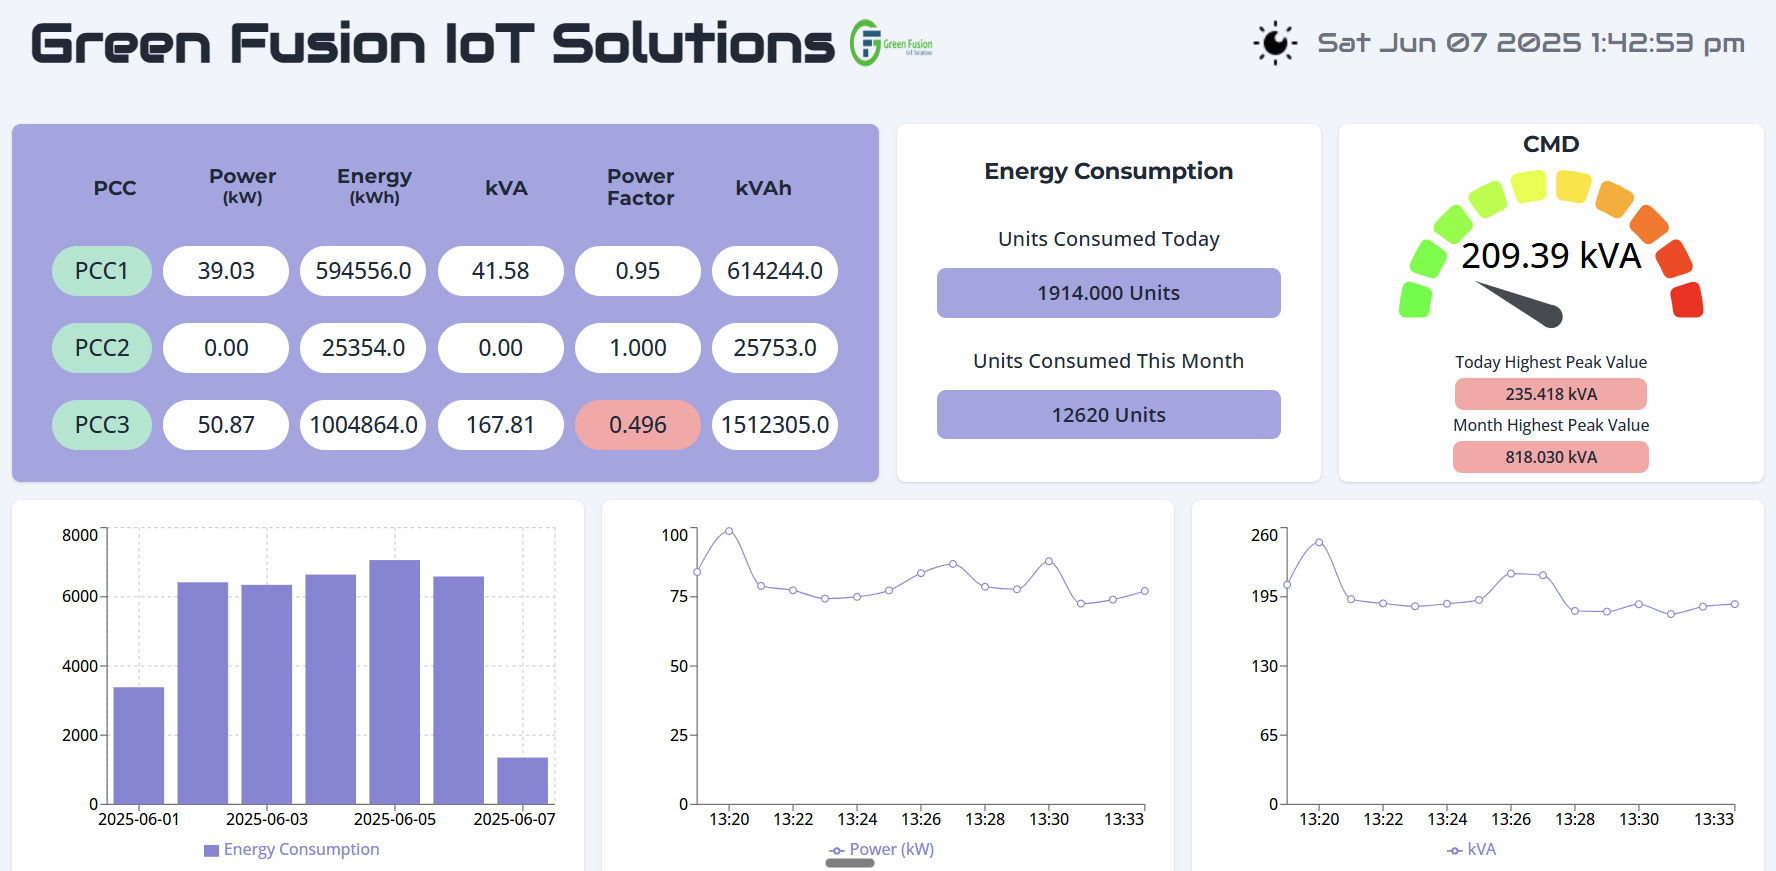 Green Fusion IoT Solutions
Green Fusion
IoT Solutions
Sat Jun 07 2025 1:42:53 pm
PCC Power (kW) Energy (kWh) kVA Power Factor kVAh
PCC1 39.03 594556.0 41.58 0.95 614244.0
PCC2 0.00 25354.0 0.00 1.000 25753.0
PCC3 50.87 1004864.0 167.81 0.496 1512305.0
Energy Consumption
Units Consumed Today
1914.000 Units
Units Consumed This Month
12620 Units
CMD
209.39 kVA
Today Highest Peak Value
235.418 kVA
Month Highest Peak Value
818.030 kVA
8000
6000
4000
2000
0
2025-06-01 2025-06-03 2025-06-05 2025-06-07
Energy Consumption
100
75
50
25
0
13:20 13:22 13:24 13:26 13:28 13:30 13:33
Power (kW)
260
195
130
65
0
13:20 13:22 13:24 13:26 13:28 13:30 13:33
kVA